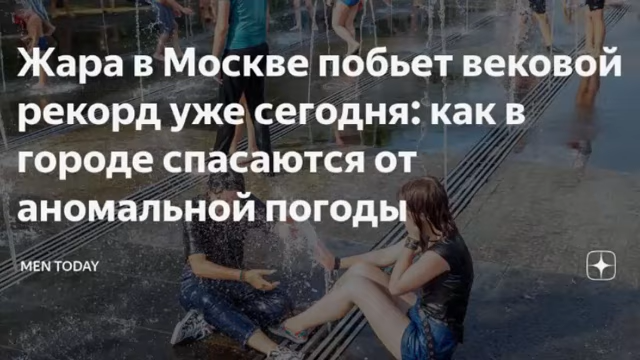 Жара в Москве побьет вековой
рекорд уже сегодня: как в
городе спасаются от
аномальной погоды
MEN TODAY